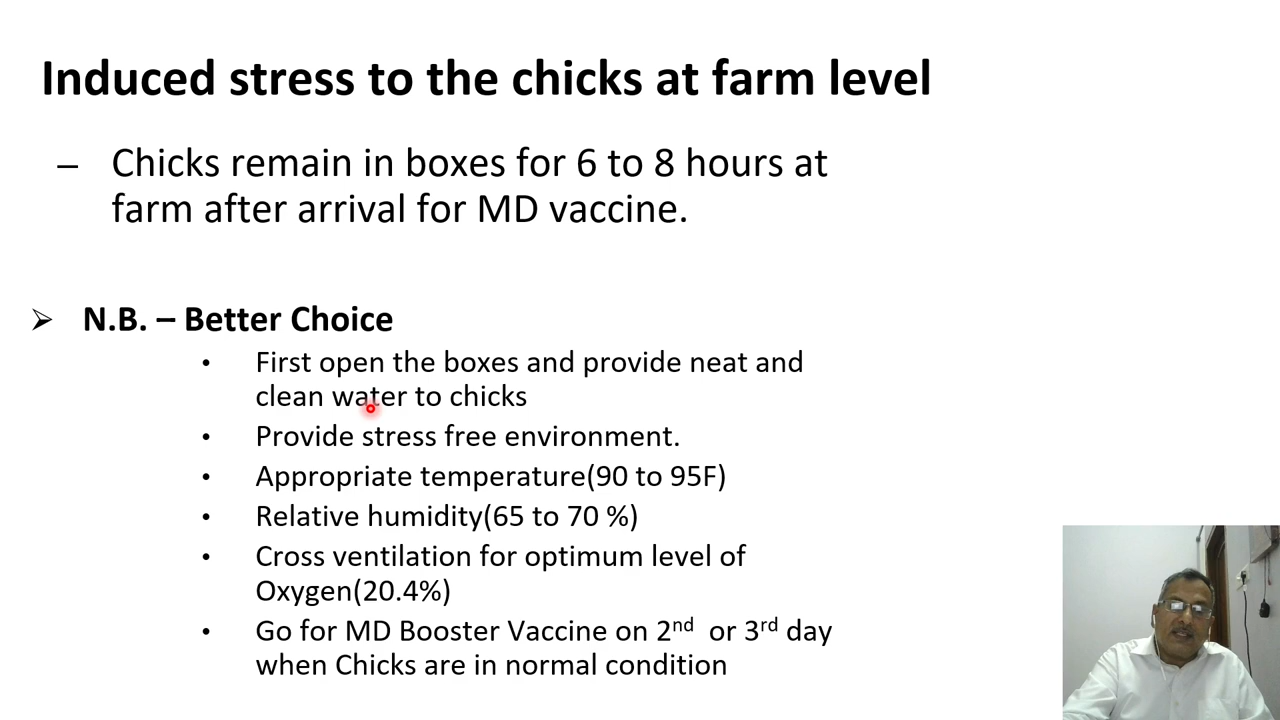 Induced stress to the chicks at farm level
– Chicks remain in boxes for 6 to 8 hours at
farm after arrival for MD vaccine.
➢ N.B. – Better Choice
• First open the boxes and provide neat and
clean water to chicks
• Provide stress free environment.
• Appropriate temperature(90 to 95F)
• Relative humidity(65 to 70 %)
• Cross ventilation for optimum level of
Oxygen(20.4%)
• Go for MD Booster Vaccine on 2nd or 3rd day
when Chicks are in normal condition